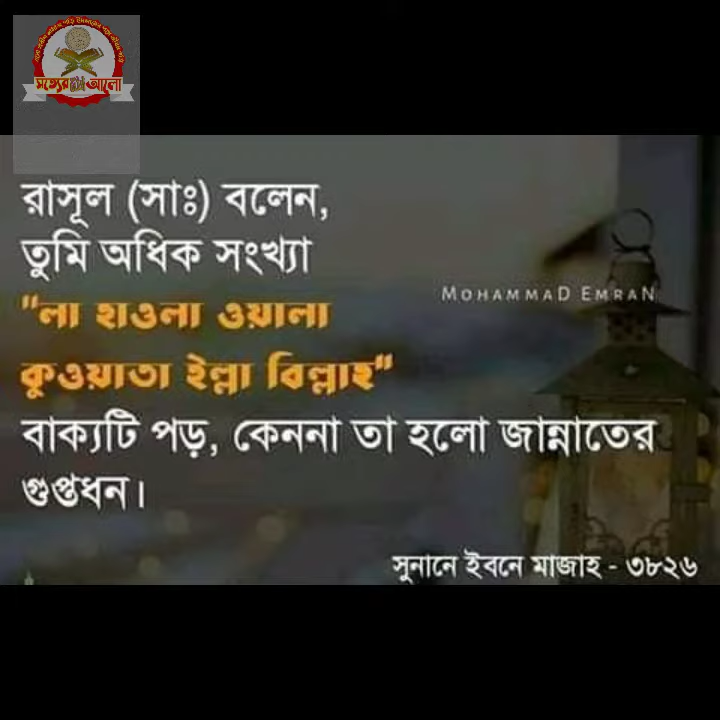 সত্যের আলো
রাসূল (সাঃ) বলেন,
তুমি অধিক সংখ্যা
"লা হাওলা ওয়ালা
MOHAMMAD EMRAN
কুওয়াতা ইল্লা বিল্লাহ"
বাক্যটি পড়, কেননা তা হলো জান্নাতের
গুপ্তধন।
সুনানে ইবনে মাজাহ - ৩৮২৬